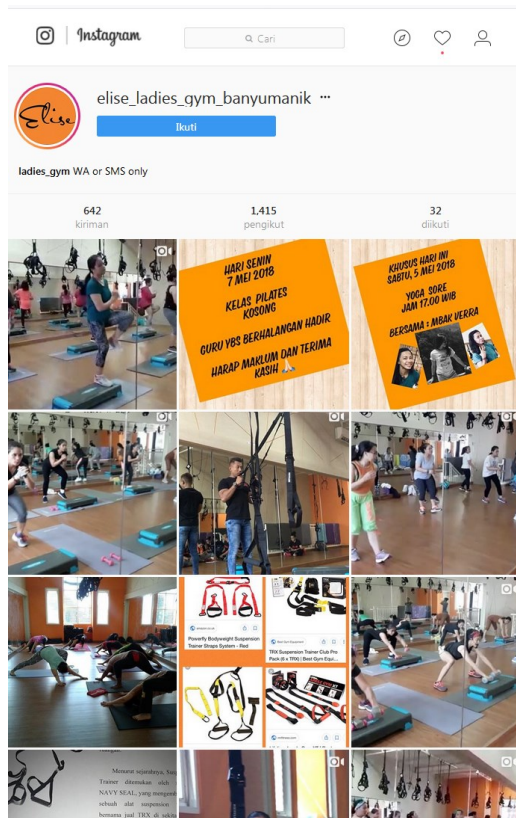 Instagram
Cari
Elise
elise_ladies_gym_banyumanik
Ikuti
ladies_gym WA or SMS only
642
kiriman
1,415
pengikut
32
diikuti
HARI SENIN
7 MEI 2018
KELAS PILATES
KOSONG
GURU YBS BERHALANGAN HADIR
HARAP MAKLUM DAN TERIMA
KASIH
KHUSUS HARI INI
SABTU, 5 MEI 2018
YOGA SORE
JAM 17.00 WIB
BERSAMA : MBAK VERRA
Powerfly Bodyweight Suspension
Trainer Straps System - Red
TRX Suspension Trainer Club Pro
Pack (6 x TRX) | Best Gym Equi...
Menurut sejarahnya,
Trainer ditemukan oleh
NAVY SEAL, yang
sebuah alat suspension
bernama jual TRX di